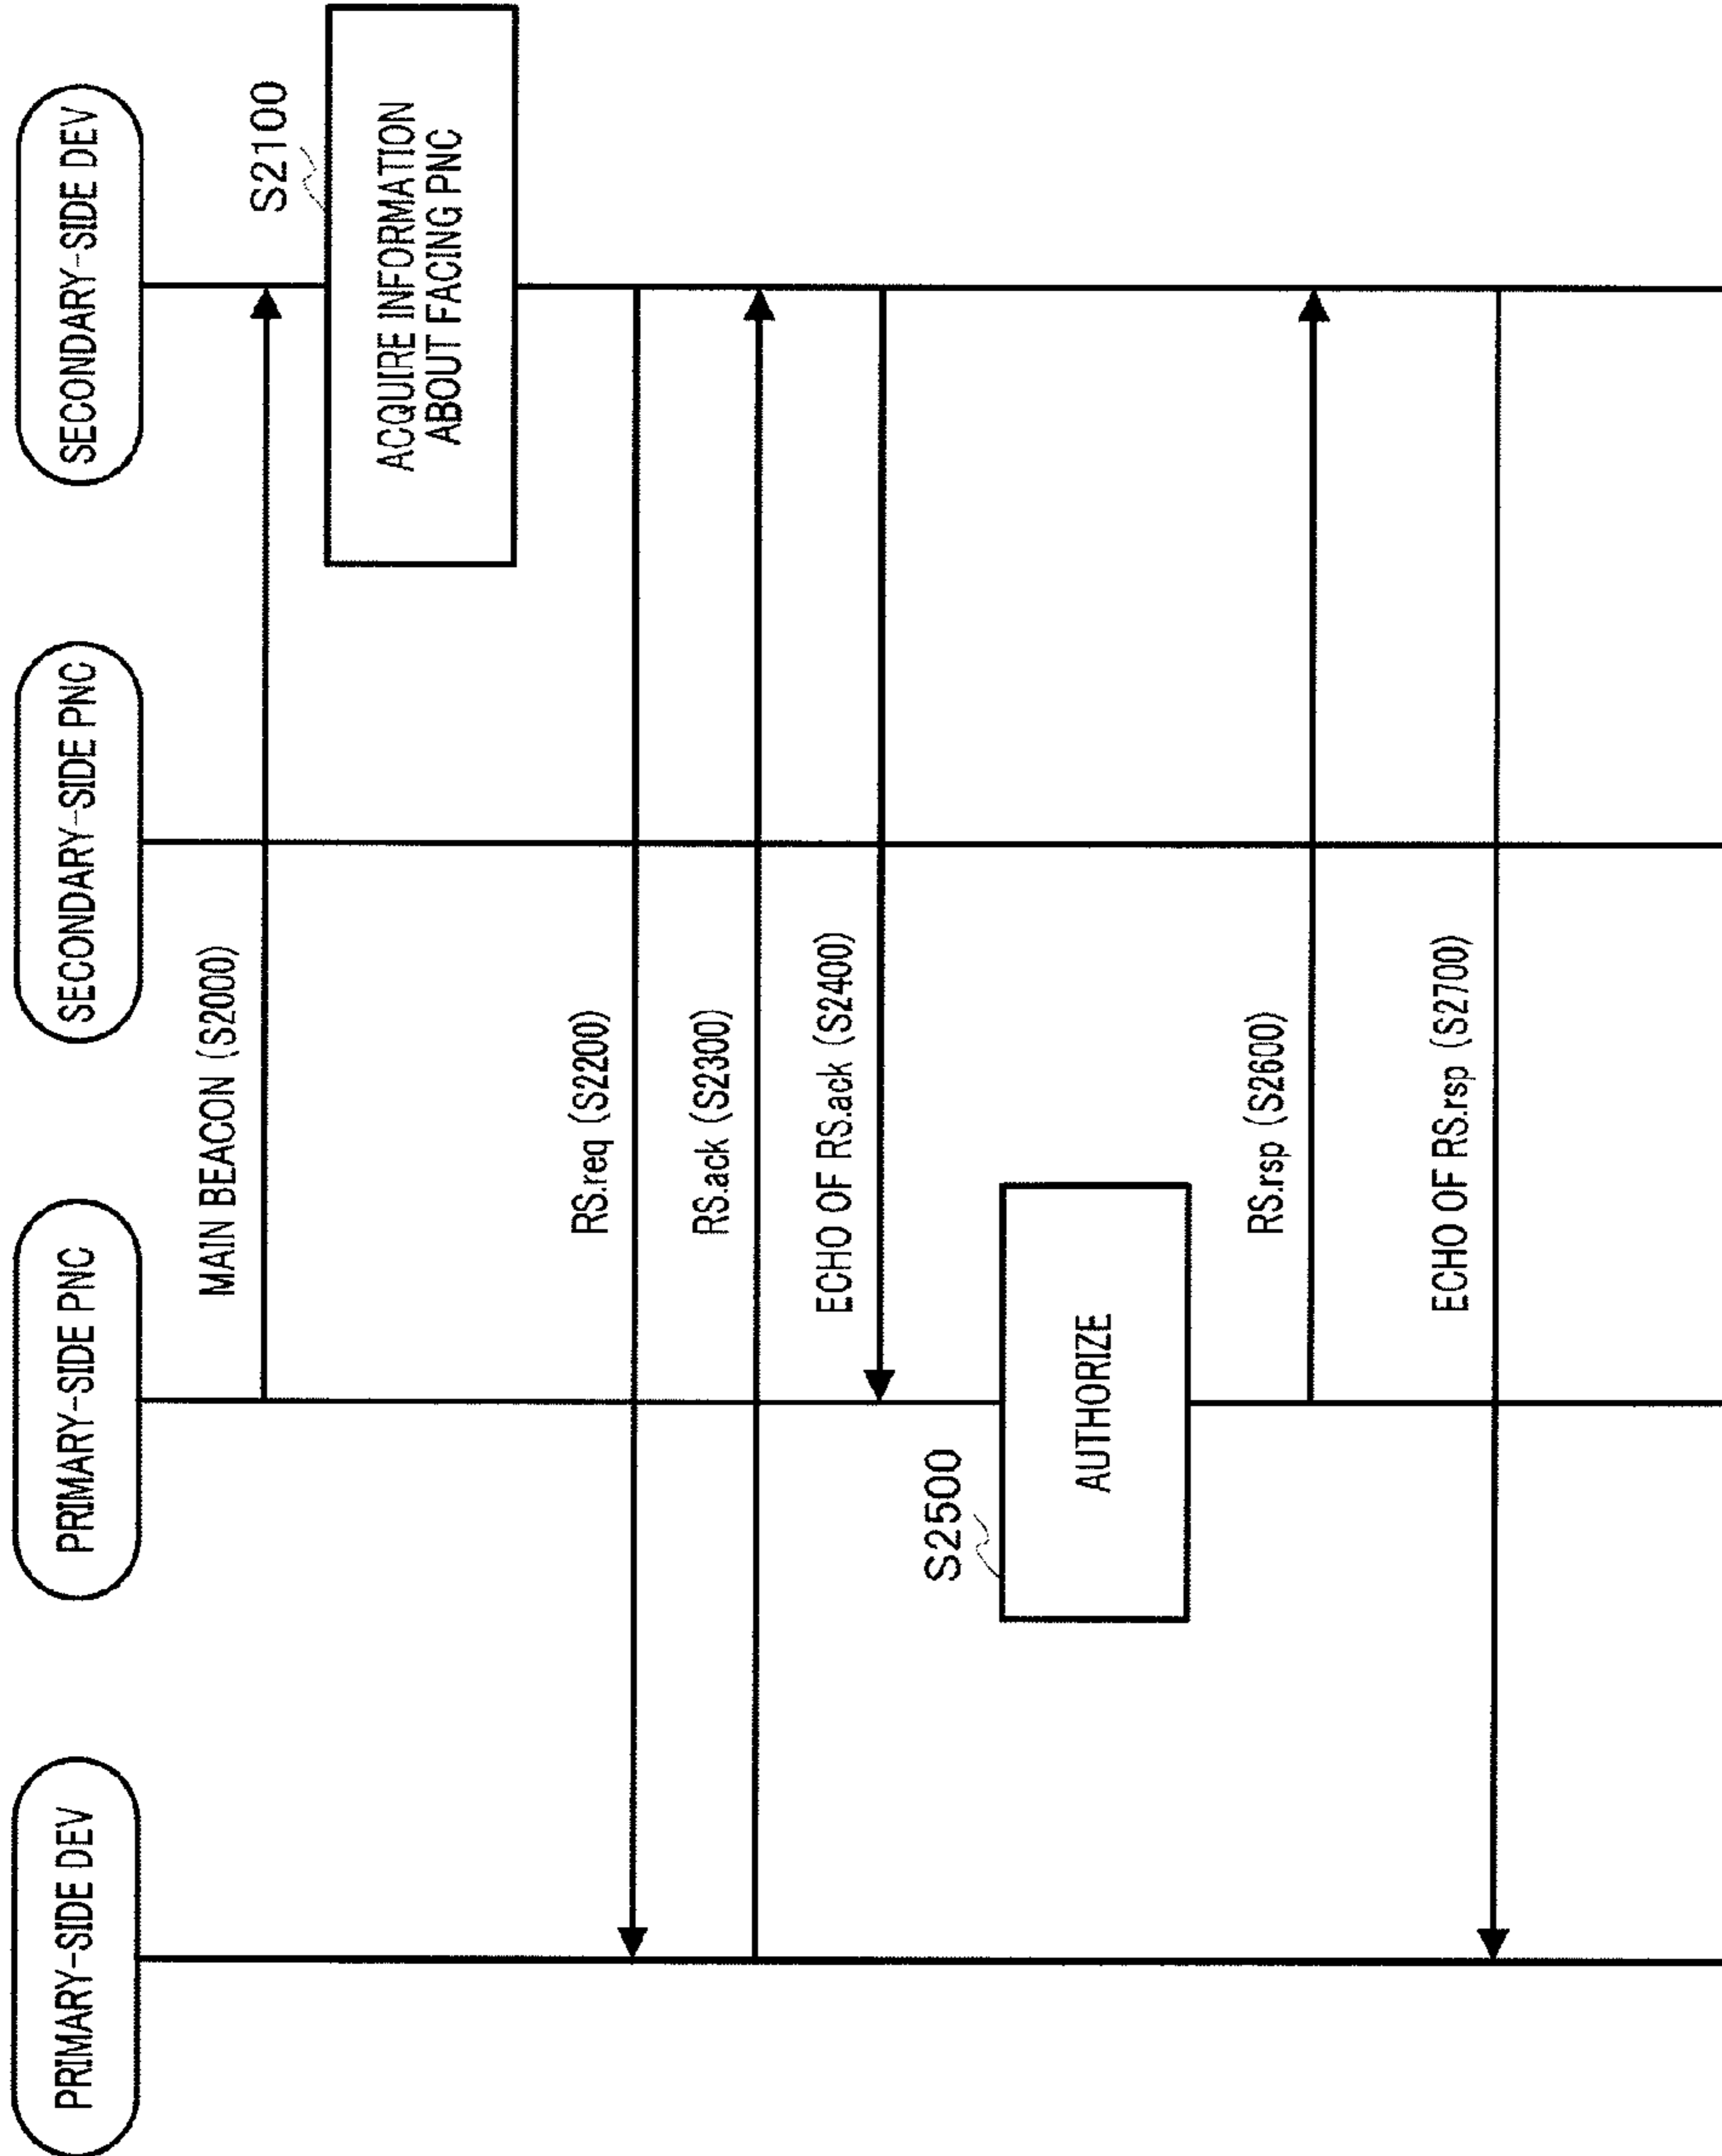 PRIMARY-SIDE DEV
PRIMARY-SIDE PNC
SECONDARY-SIDE PNC
SECONDARY-SIDE DEV
MAIN BEACON (S2000)
S2100
ACQUIRE INFORMATION
ABOUT FACING PNC
RS.req (S2200)
RS.ack (S2300)
ECHO OF RS.ack (S2400)
S2500
AUTHORIZE
RS.rsp (S2600)
ECHO OF RS.rsp (S2700)